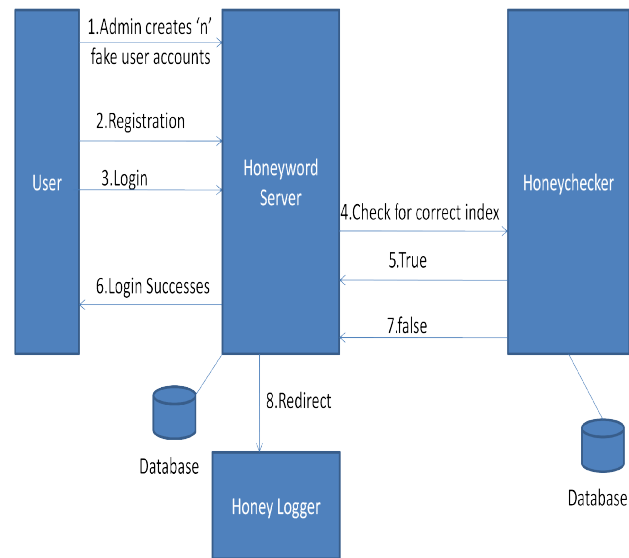 1.Admin creates ‘n’
fake user accounts
2.Registration
3.Login
User
Honeyword
Server
Honeychecker
4.Check for correct index
5.True
6.Login Successes
7.false
8.Redirect
Database
Honey Logger
Database